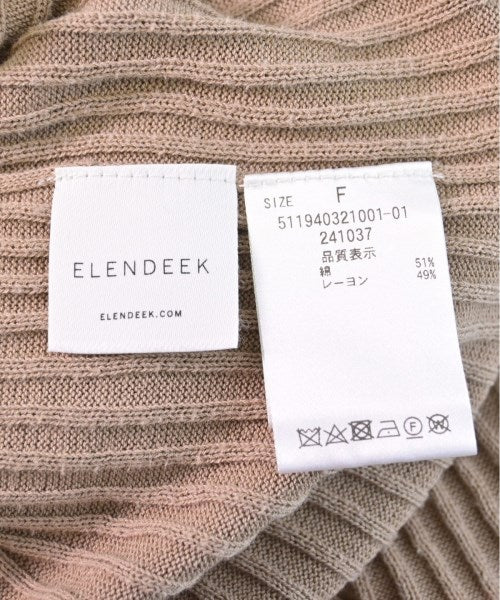 ELENDEEK
ELENDEEK.COM
SIZE F
511940321001-01
241037
品質表示
綿 51%
レーヨン 49%
F
W